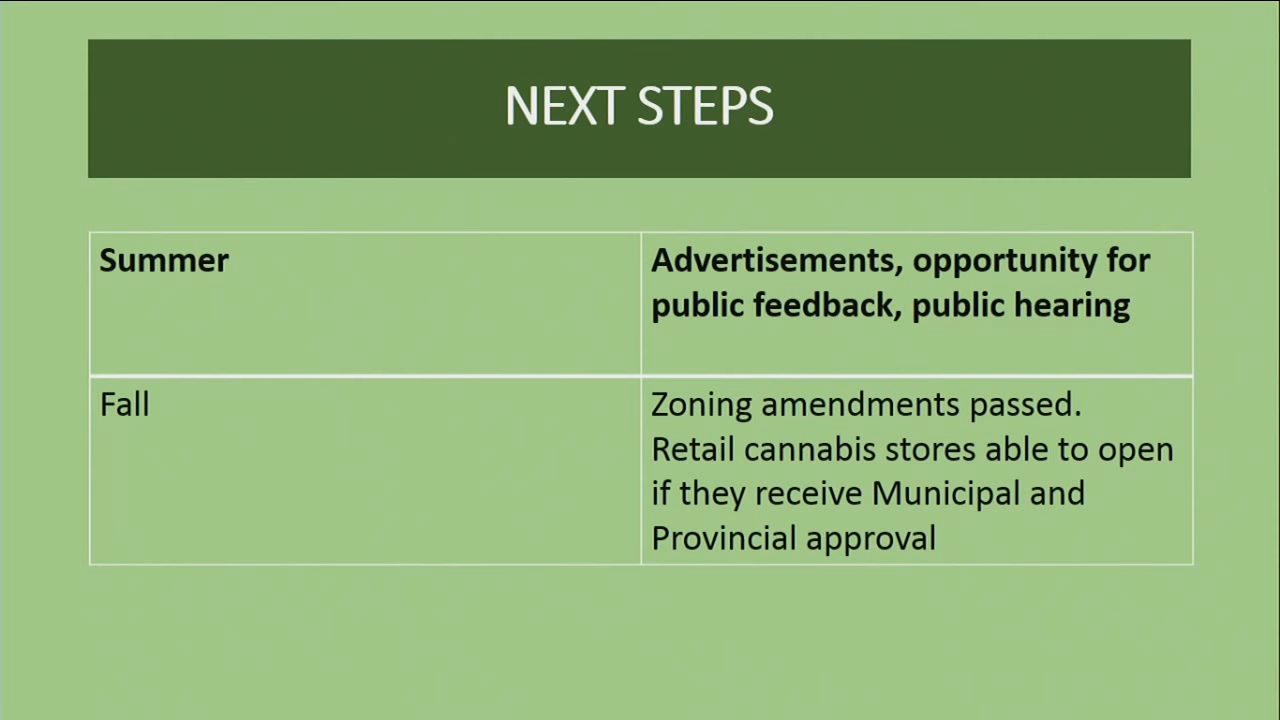 NEXT STEPS
Summer
Advertisements, opportunity for
public feedback, public hearing
Fall
Zoning amendments passed.
Retail cannabis stores able to open
if they receive Municipal and
Provincial approval